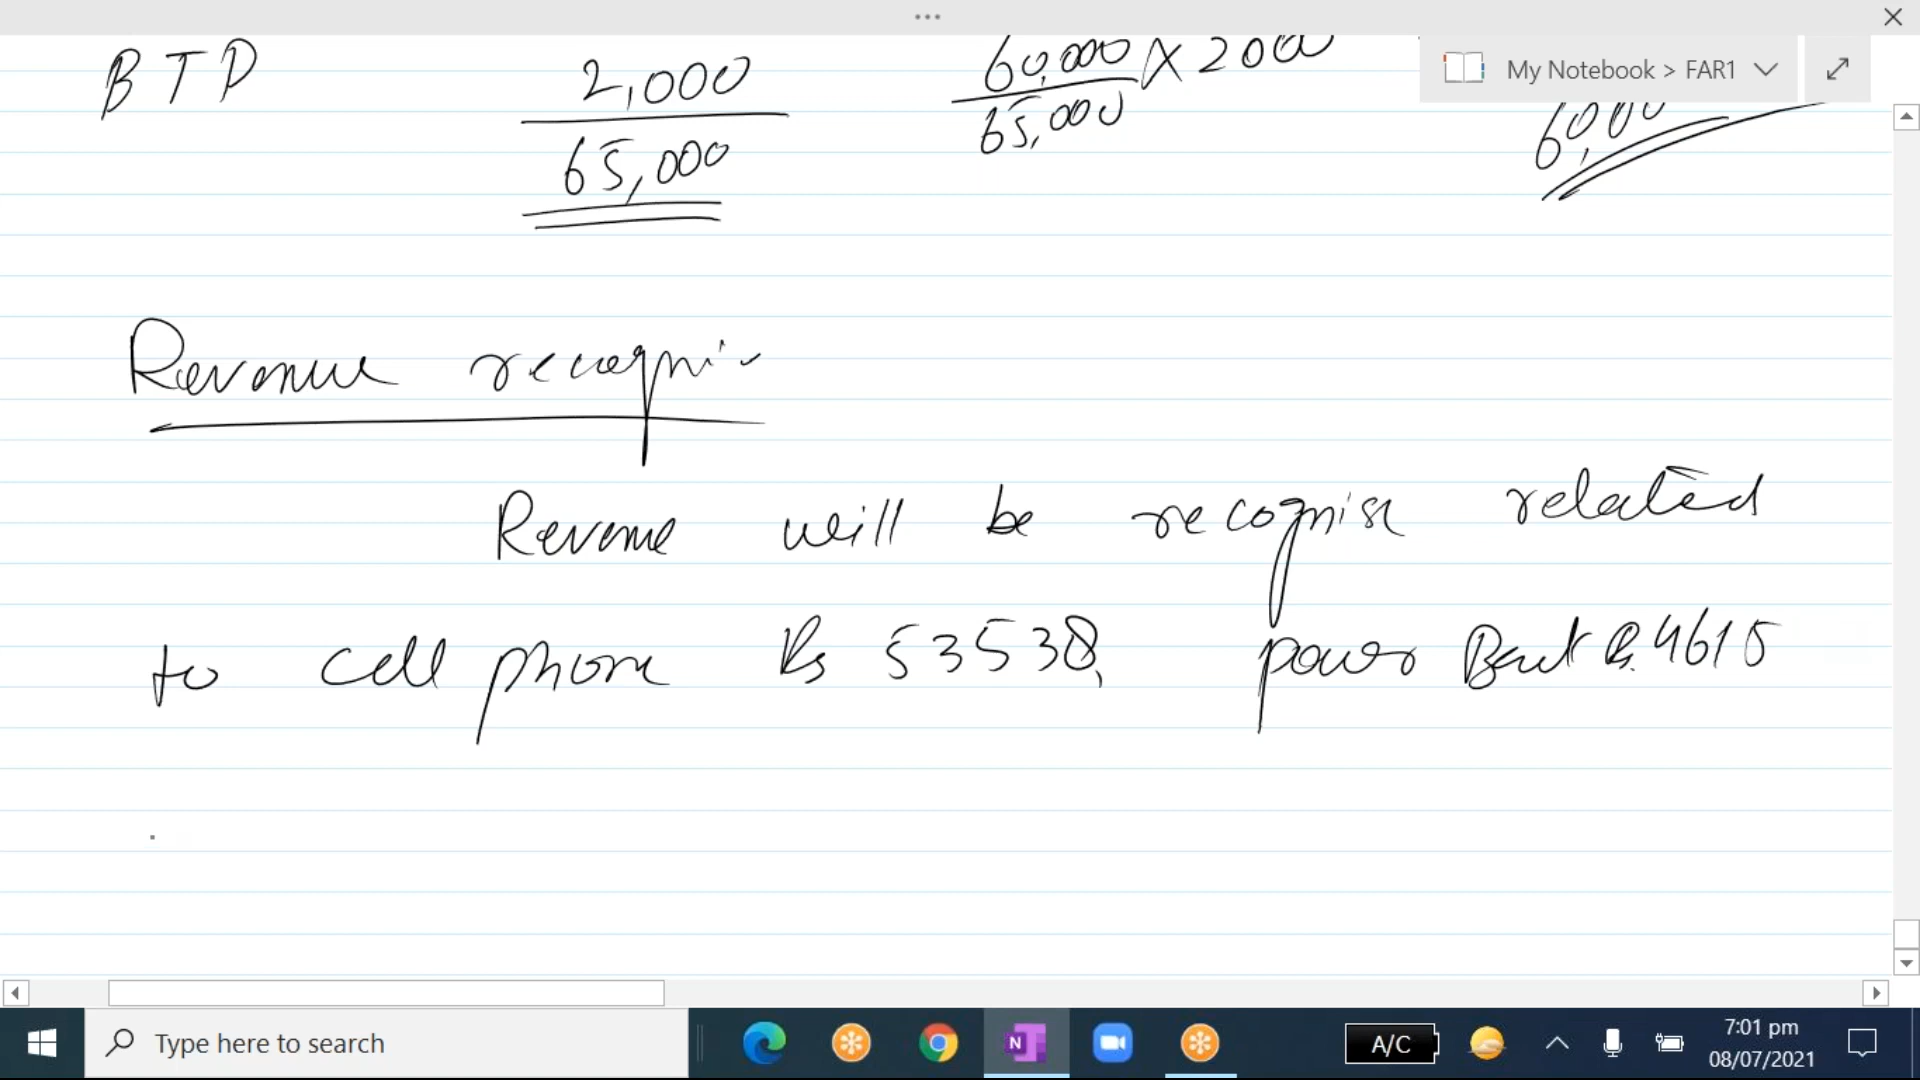 My Notebook > FAR1
BTD 2,000 60,000 X 2000
65,000
65,000
Revenue recogni
Revenue will be recognise related
to cell phone Rs 53538, power Bank Rs. 4615
Type here to search
A/C
7:01 pm
08/07/2021